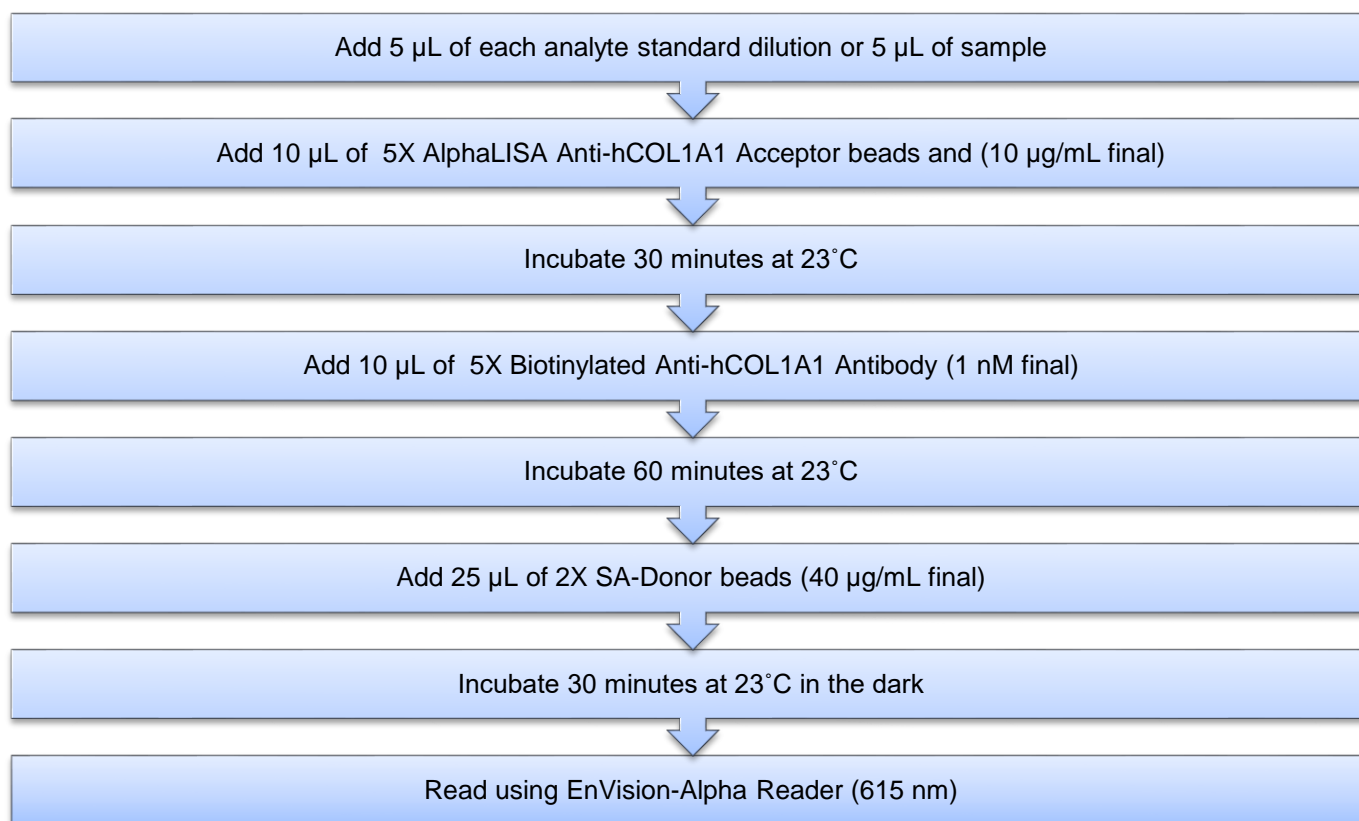 Add 5 µL of each analyte standard dilution or 5 µL of sample
Add 10 µL of  5X AlphaLISA Anti-hCOL1A1 Acceptor beads and (10 µg/mL final)
Incubate 30 minutes at 23˚C
Add 10 µL of  5X Biotinylated Anti-hCOL1A1 Antibody (1 nM final)
Incubate 60 minutes at 23˚C
Add 25 µL of 2X SA-Donor beads (40 µg/mL final)
Incubate 30 minutes at 23˚C in the dark
Read using EnVision-Alpha Reader (615 nm)